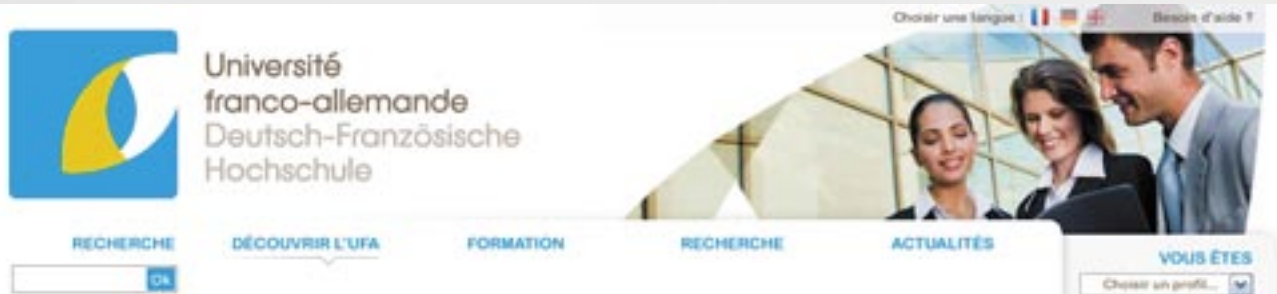 Choisir une langue :
Besoin d'aide ?
Université
franco-allemande
Deutsch-Französische
Hochschule
RECHERCHE
DÉCOUVRIR L'UFA
FORMATION
RECHERCHE
ACTUALITÉS
VOUS ÊTES
Ok
Choisir un profil...